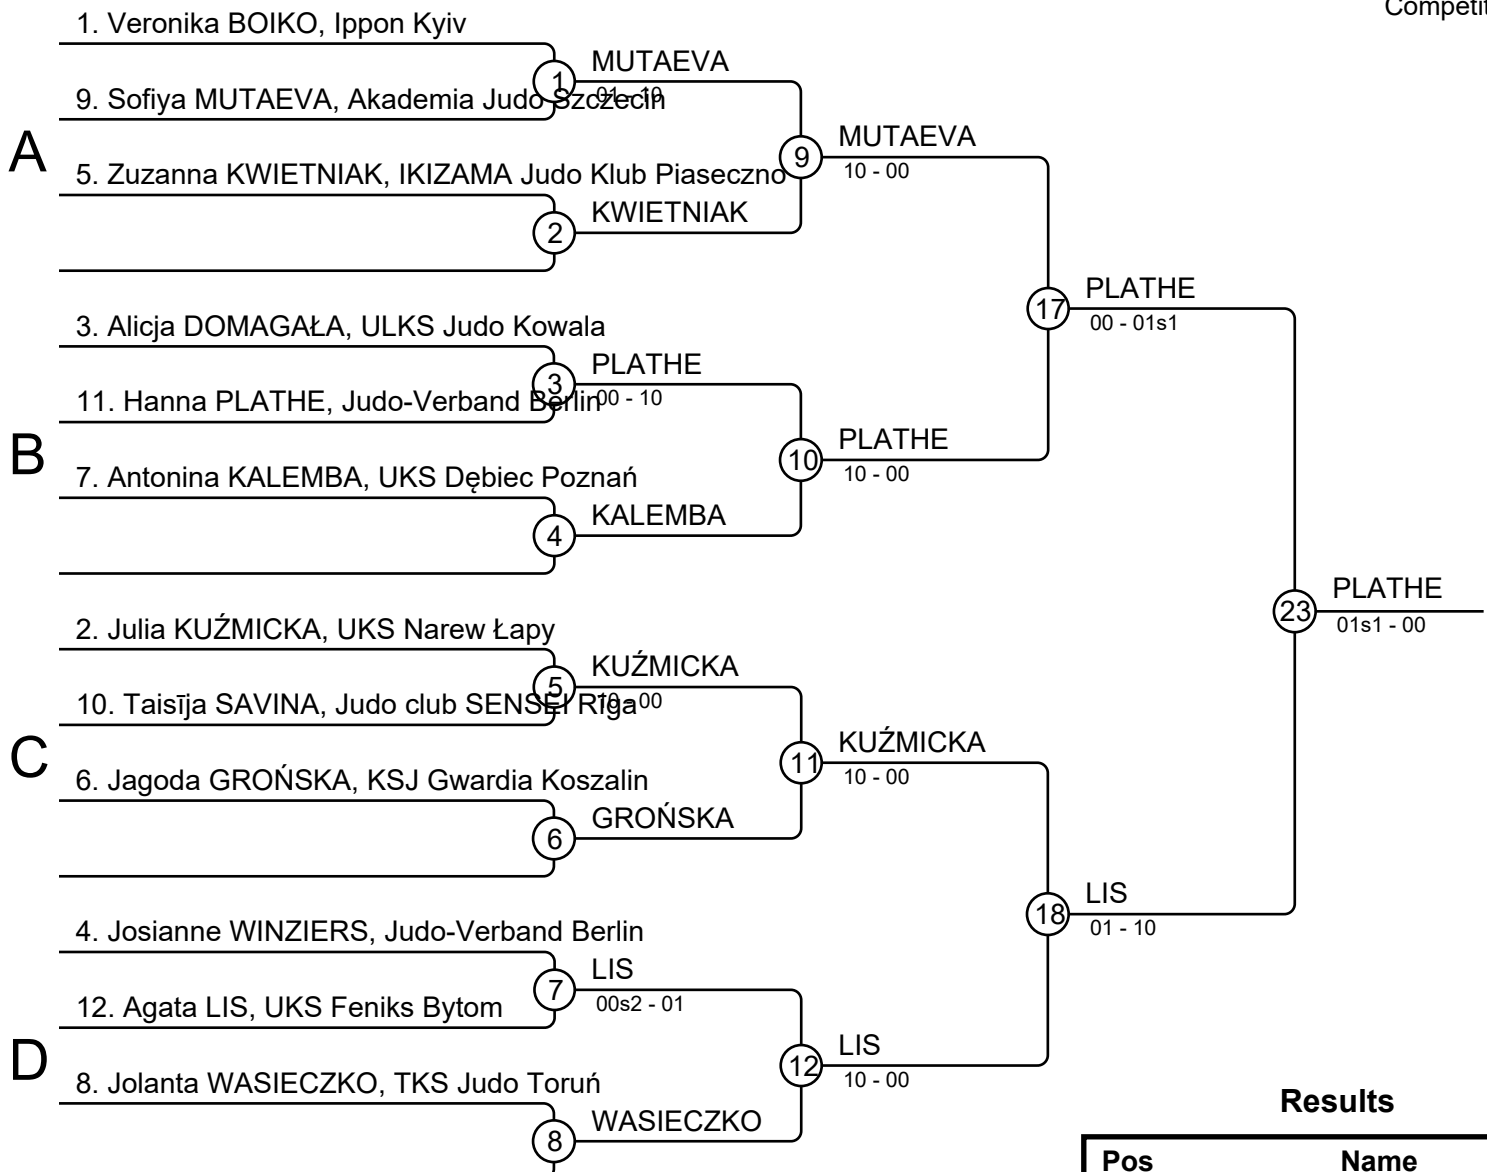 Competit
1. Veronika BOIKO, Ippon Kyiv
1
MUTAEVA
01 - 10
9. Sofiya MUTAEVA, Akademia Judo Szczecin
A
9
MUTAEVA
10 - 00
5. Zuzanna KWIETNIAK, IKIZAMA Judo Klub Piaseczno
2
KWIETNIAK
17
PLATHE
00 - 01s1
3. Alicja DOMAGAŁA, ULKS Judo Kowala
3
PLATHE
00 - 10
11. Hanna PLATHE, Judo-Verband Berlin
B
10
PLATHE
10 - 00
7. Antonina KALEMBA, UKS Dębiec Poznań
4
KALEMBA
23
PLATHE
01s1 - 00
2. Julia KUŹMICKA, UKS Narew Łapy
5
KUŹMICKA
10 - 00
10. Taisīja SAVINA, Judo club SENSEI Rīga
C
11
KUŹMICKA
10 - 00
6. Jagoda GROŃSKA, KSJ Gwardia Koszalin
6
GROŃSKA
18
LIS
01 - 10
4. Josianne WINZIERS, Judo-Verband Berlin
7
LIS
00s2 - 01
12. Agata LIS, UKS Feniks Bytom
D
12
LIS
10 - 00
8. Jolanta WASIECZKO, TKS Judo Toruń
8
WASIECZKO
Results
Pos Name